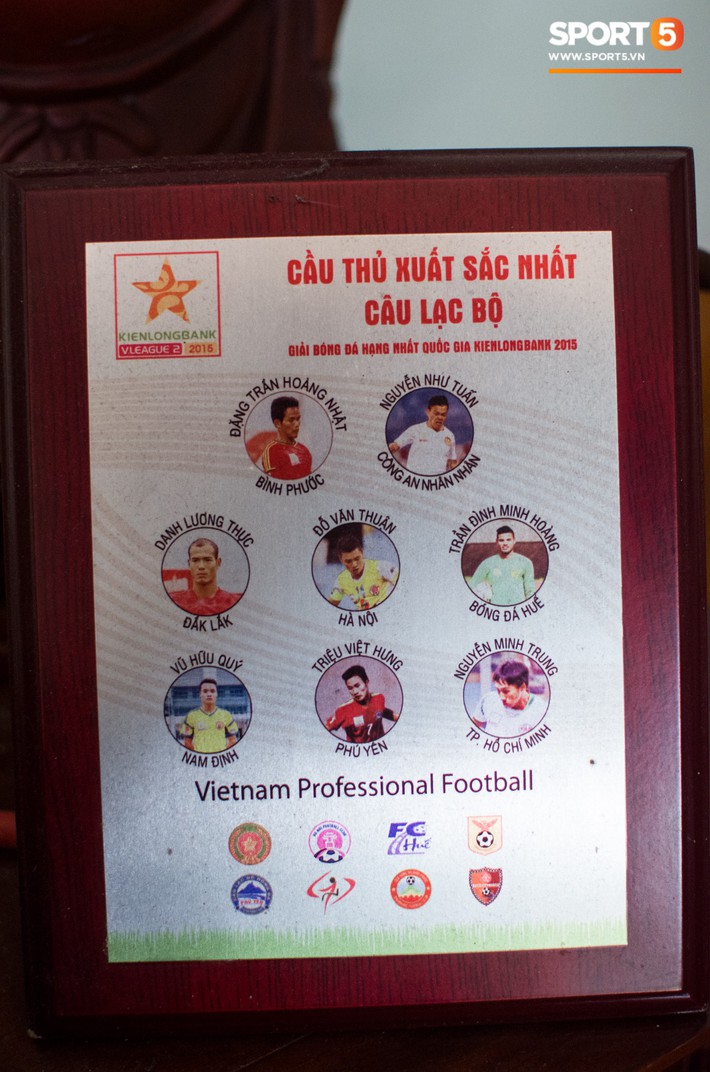 SPORT 5
WWW.SPORT5.VN
KIENLONGBANK
V.LEAGUE 2 2015
CẦU THỦ XUẤT SẮC NHẤT
CÂU LẠC BỘ
GIẢI BÓNG ĐÁ HẠNG NHẤT QUỐC GIA KIENLONGBANK 2015
ĐẶNG TRẦN HOÀNG NHẬT
BÌNH PHƯỚC
NGUYỄN NHƯ TUẤN
CÔNG AN NHÂN NHÂN
DANH LƯƠNG THỰC
ĐẮK LẮK
ĐỖ VĂN THUẬN
HÀ NỘI
TRẦN ĐÌNH MINH HOÀNG
BÓNG ĐÁ HUẾ
VŨ HỮU QUÝ
NAM ĐỊNH
TRIỆU VIỆT HƯNG
PHÚ YÊN
NGUYỄN MINH TRUNG
TP. HỒ CHÍ MINH
Vietnam Professional Football
FC
Huế